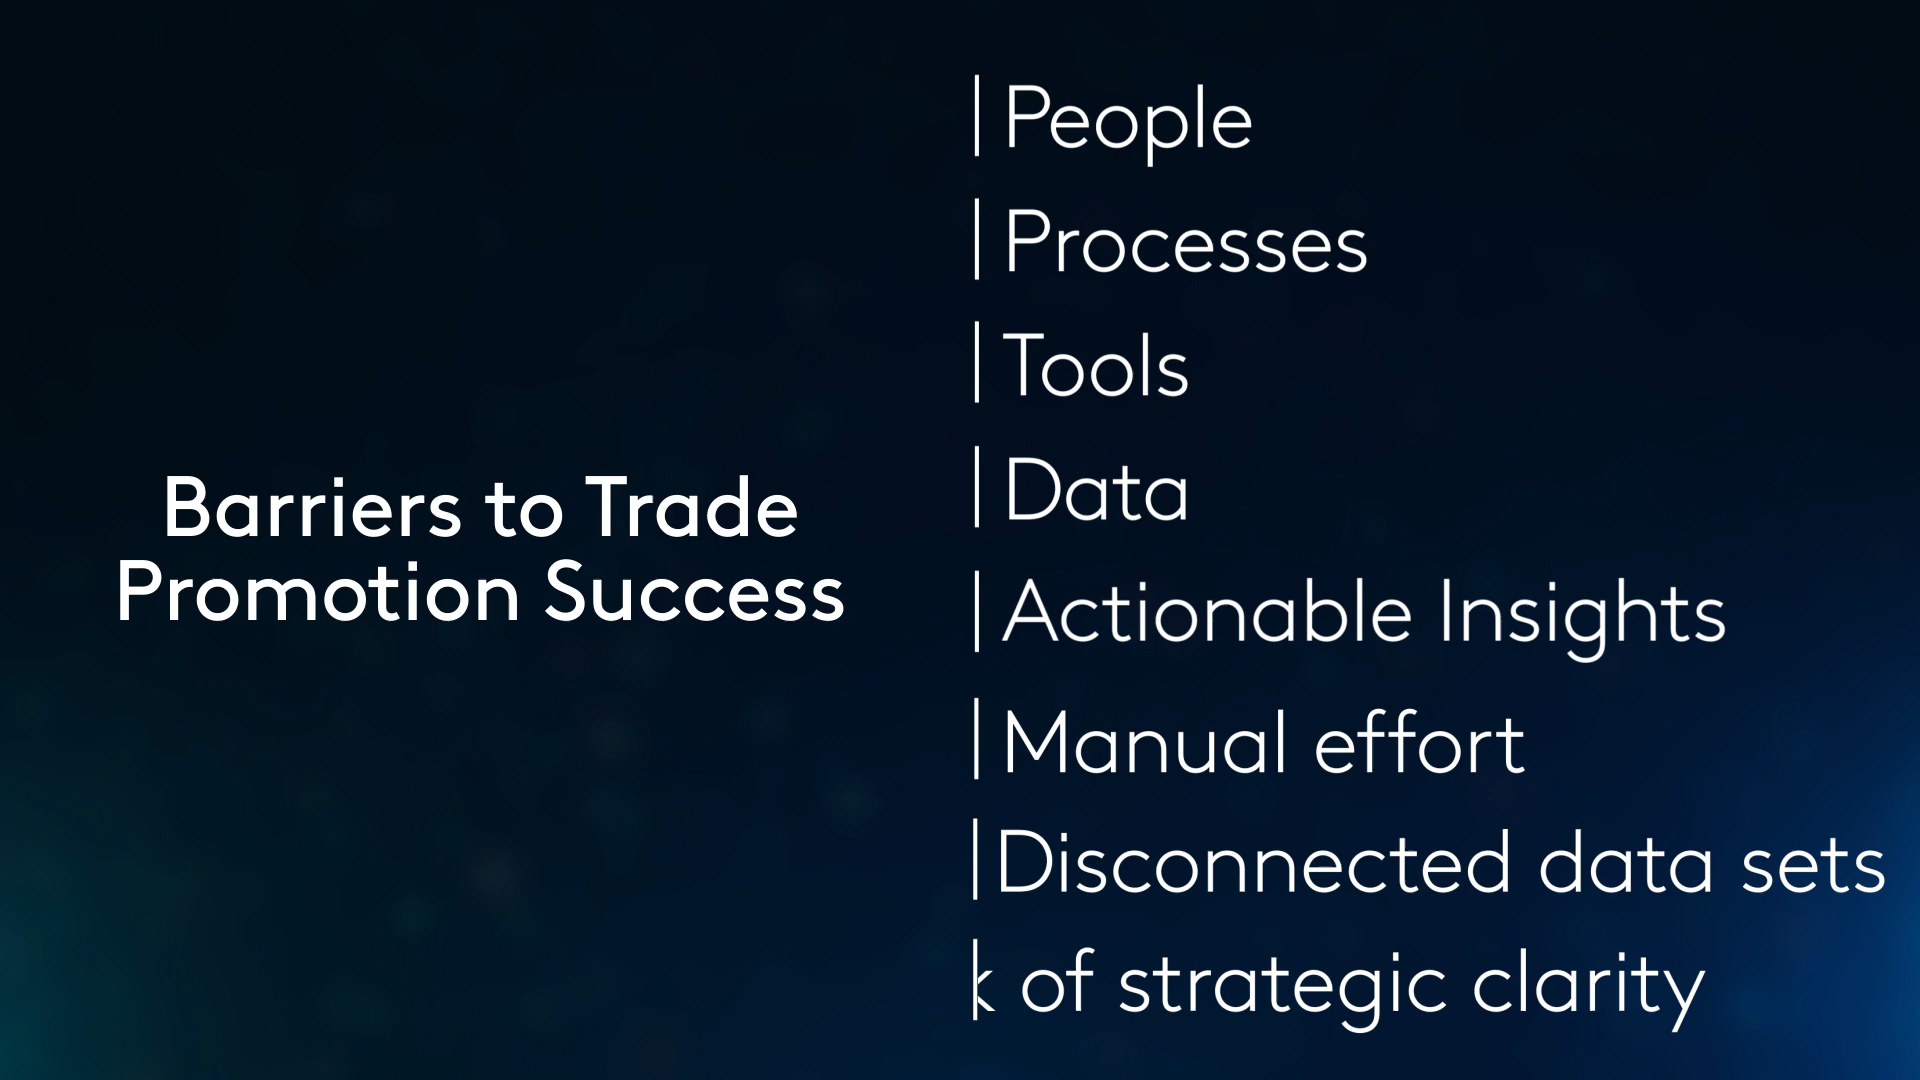 Barriers to Trade
Promotion Success
People
Processes
Tools
Data
Actionable Insights
Manual effort
Disconnected data sets
k of strategic clarity